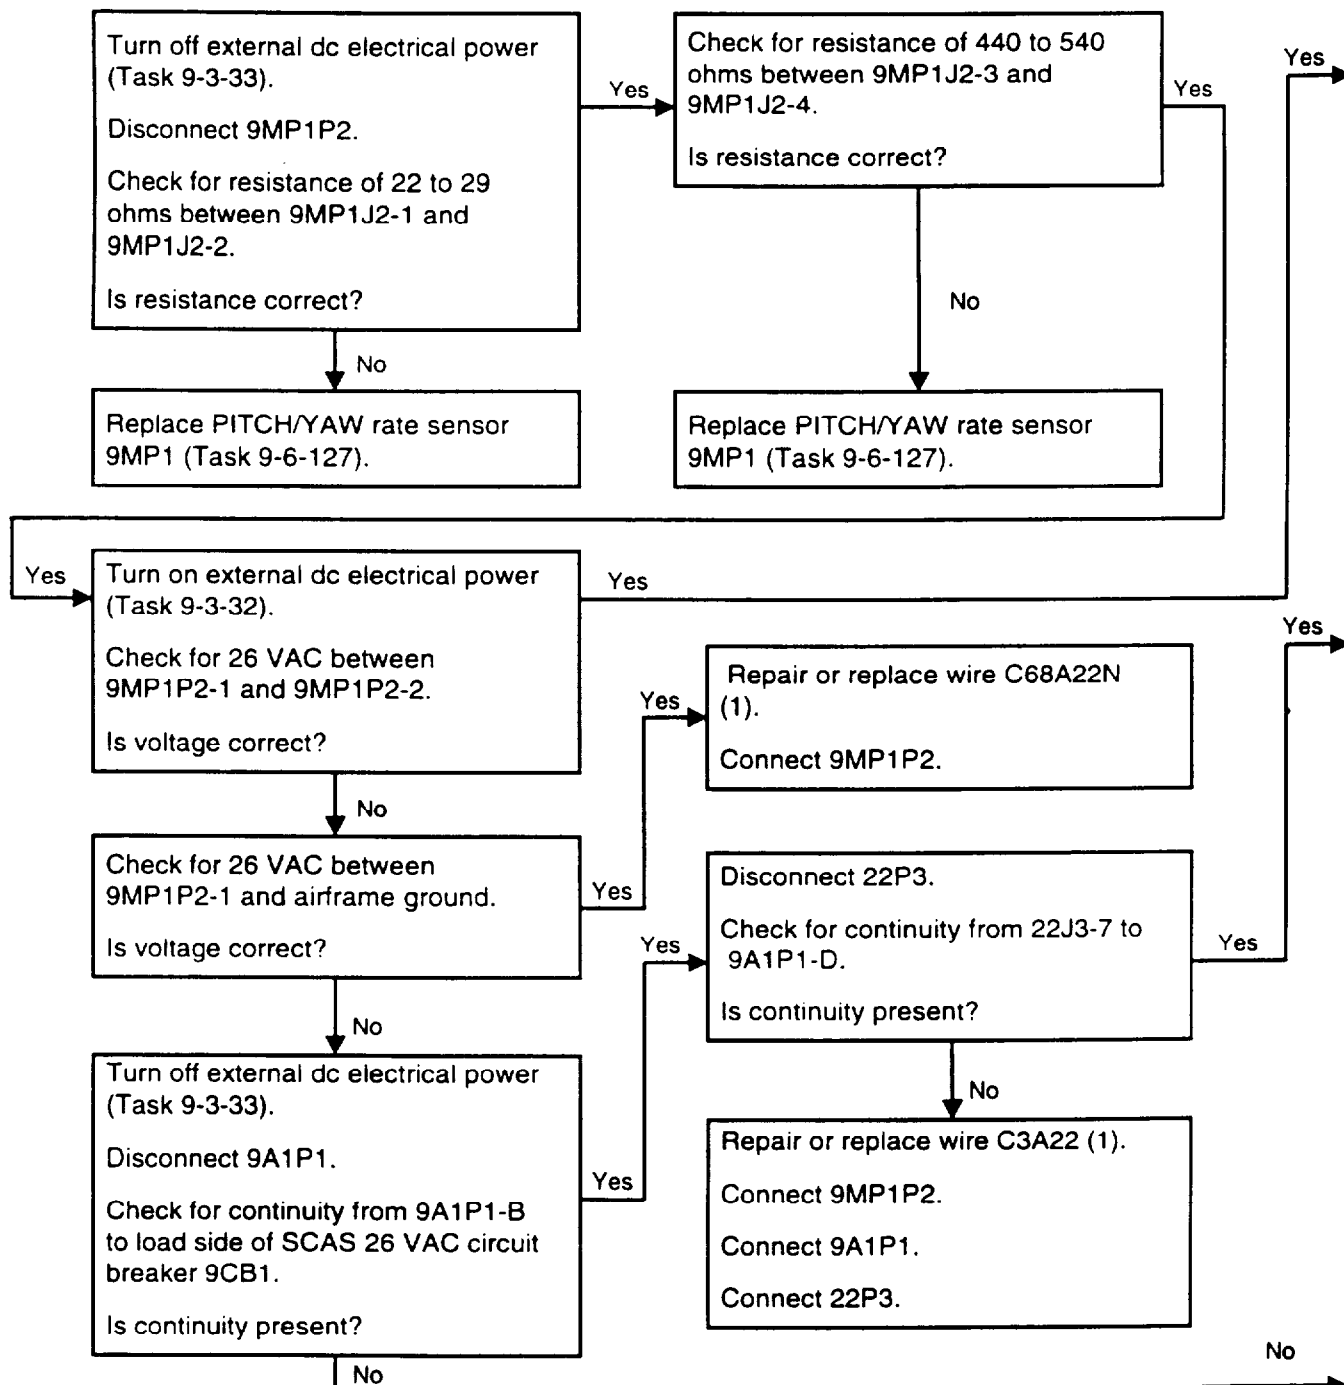 Turn off external dc electrical power
(Task 9-3-33).
Disconnect 9MP1P2.
Check for resistance of 22 to 29
ohms between 9MP1J2-1 and
9MP1J2-2.
Is resistance correct?
Yes
Check for resistance of 440 to 540
ohms between 9MP1J2-3 and
9MP1J2-4.
Is resistance correct?
Yes
Yes
No
No
Replace PITCH/YAW rate sensor
9MP1 (Task 9-6-127).
Replace PITCH/YAW rate sensor
9MP1 (Task 9-6-127).
Yes
Turn on external dc electrical power
(Task 9-3-32).
Check for 26 VAC between
9MP1P2-1 and 9MP1P2-2.
Is voltage correct?
Yes
No
Check for 26 VAC between
9MP1P2-1 and airframe ground.
Is voltage correct?
Yes
Yes
Repair or replace wire C68A22N
(1).
Connect 9MP1P2.
No
Turn off external dc electrical power
(Task 9-3-33).
Disconnect 9A1P1.
Check for continuity from 9A1P1-B
to load side of SCAS 26 VAC circuit
breaker 9CB1.
Is continuity present?
Yes
Yes
Disconnect 22P3.
Check for continuity from 22J3-7 to
9A1P1-D.
Is continuity present?
Yes
Yes
No
Repair or replace wire C3A22 (1).
Connect 9MP1P2.
Connect 9A1P1.
Connect 22P3.
No
No